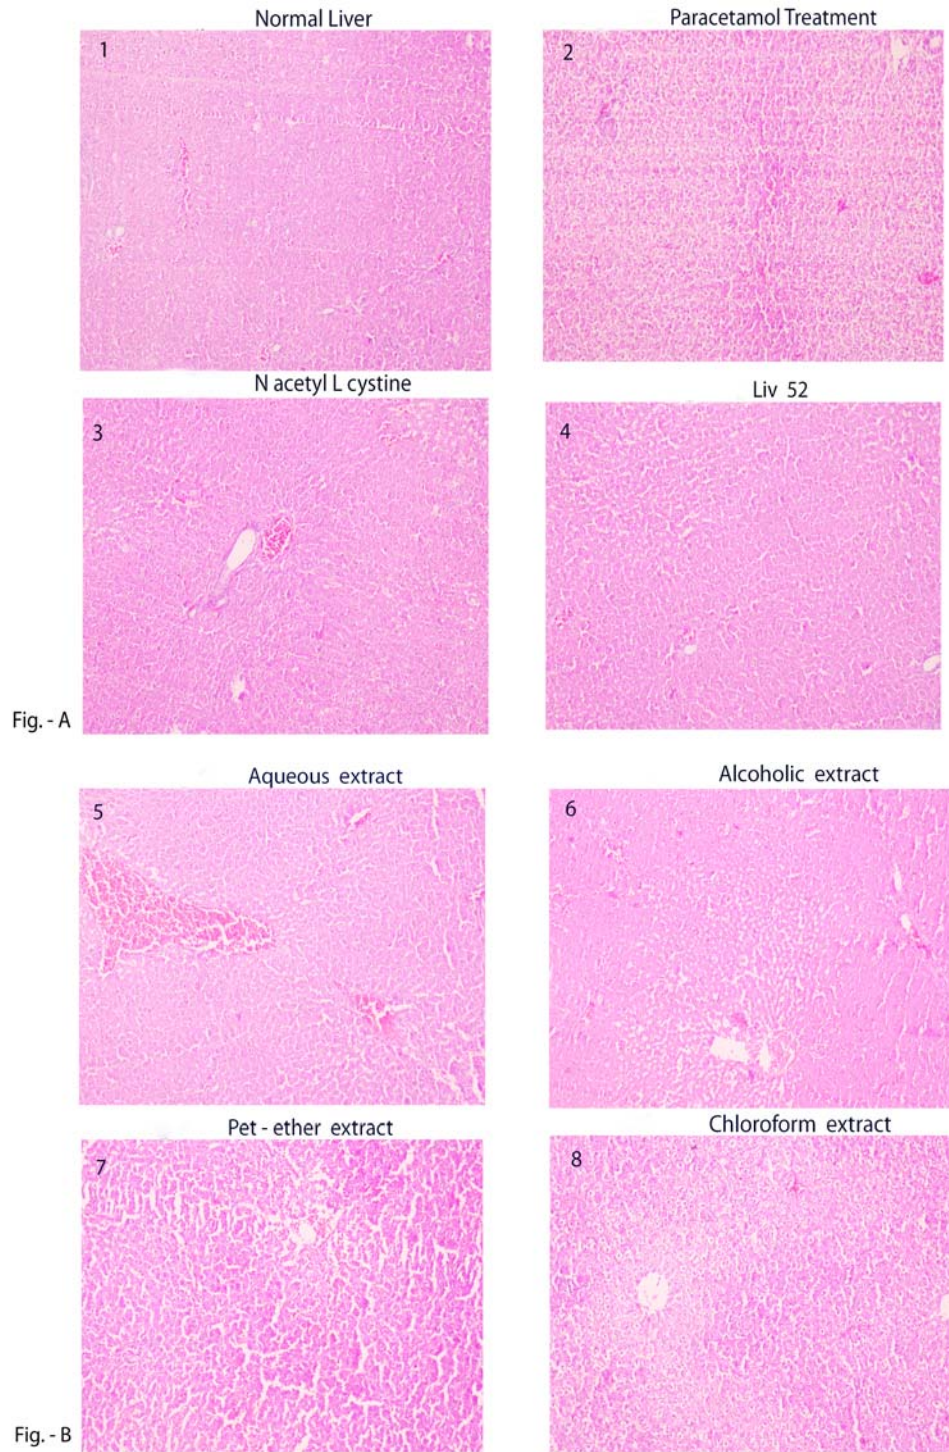 Normal Liver
Paracetamol Treatment
1
2
N acetyl L cystine
Liv 52
3
4
Fig. - A
Aqueous extract
Alcoholic extract
5
6
Pet - ether extract
Chloroform extract
7
8
Fig. - B